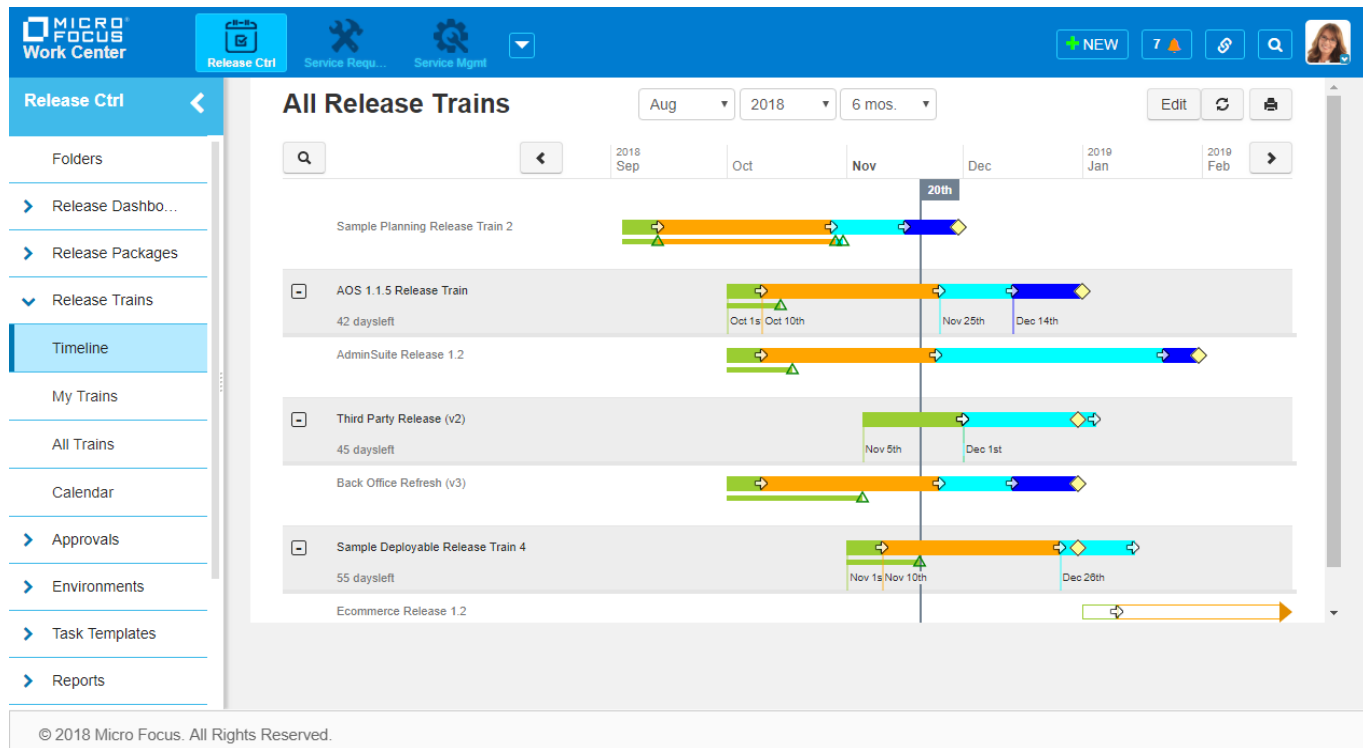 MICRO
FOCUS
Work Center
Release Ctrl
Service Requ...
Service Mgmt
NEW
7
Release Ctrl
Folders
Release Dashbo...
Release Packages
Release Trains
Timeline
My Trains
All Trains
Calendar
Approvals
Environments
Task Templates
Reports
All Release Trains
Aug
2018
6 mos.
Edit
2018
Sep
Oct
Nov
Dec
2019
Jan
2019
Feb
20th
Sample Planning Release Train 2
AOS 1.1.5 Release Train
42 daysleft
Oct 1s Oct 10th Nov 25th Dec 14th
AdminSuite Release 1.2
Third Party Release (v2)
45 daysleft
Nov 5th Dec 1st
Back Office Refresh (v3)
Sample Deployable Release Train 4
55 daysleft
Nov 1s Nov 10th Dec 26th
Ecommerce Release 1.2
© 2018 Micro Focus. All Rights Reserved.